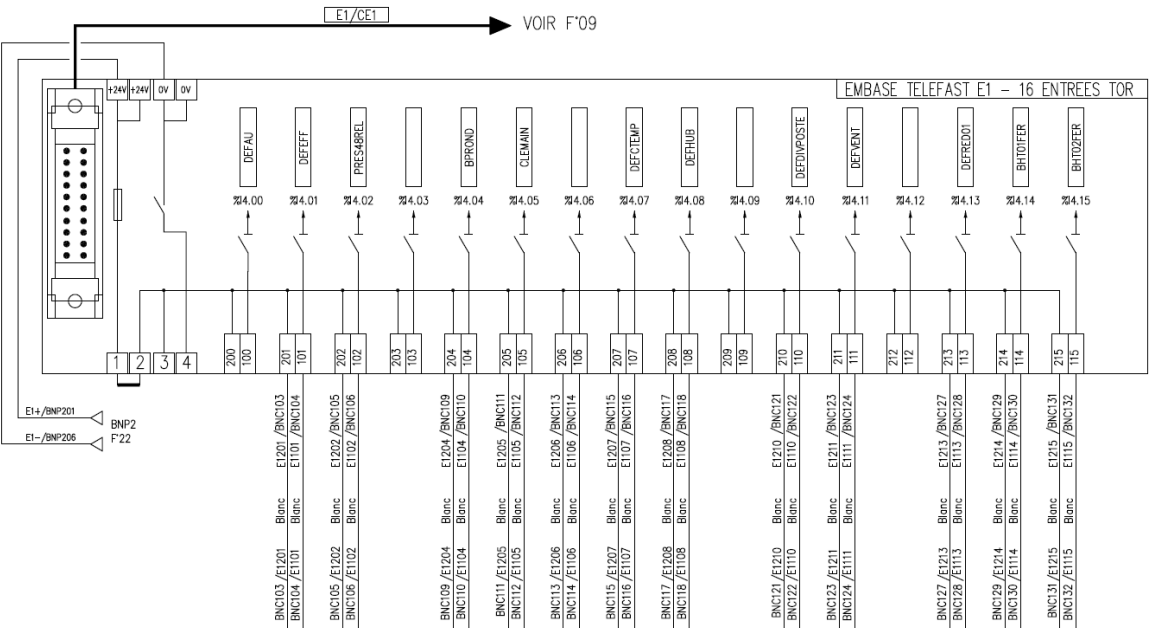 E1/CE1
VOIR F°09
+24V +24V 0V 0V
EMBASE TELEFAST E1 – 16 ENTREES TOR
DEFAU
DEFEFF
PRES48REL
BPROND
CLEMAIN
DEFCTEMP
DEFHUB
DEFDIVPOSTE
DEFVENT
DEFRED01
BHT01FER
BHT02FER
%I4.00 %I4.01 %I4.02 %I4.03 %I4.04 %I4.05 %I4.06 %I4.07 %I4.08 %I4.09 %I4.10 %I4.11 %I4.12 %I4.13 %I4.14 %I4.15
1 2 3 4
200 100 201 101 202 102 203 103 204 104 205 105 206 106 207 107 208 108 209 109 210 110 211 111 212 112 213 113 214 114 215 115
E1+/BNP201
E1-/BNP206
BNP2
F°22
BNC103 /E1201 Blanc E1201 /BNC103
BNC104 /E1101 Blanc E1101 /BNC104
BNC105 /E1202 Blanc E1202 /BNC105
BNC106 /E1102 Blanc E1102 /BNC106
BNC109 /E1204 Blanc E1204 /BNC109
BNC110 /E1104 Blanc E1104 /BNC110
BNC111 /E1205 Blanc E1205 /BNC111
BNC112 /E1105 Blanc E1105 /BNC112
BNC113 /E1206 Blanc E1206 /BNC113
BNC114 /E1106 Blanc E1106 /BNC114
BNC115 /E1207 Blanc E1207 /BNC115
BNC116 /E1107 Blanc E1107 /BNC116
BNC117 /E1208 Blanc E1208 /BNC117
BNC118 /E1108 Blanc E1108 /BNC118
BNC121 /E1210 Blanc E1210 /BNC121
BNC122 /E1110 Blanc E1110 /BNC122
BNC123 /E1211 Blanc E1211 /BNC123
BNC124 /E1111 Blanc E1111 /BNC124
BNC127 /E1213 Blanc E1213 /BNC127
BNC128 /E1113 Blanc E1113 /BNC128
BNC129 /E1214 Blanc E1214 /BNC129
BNC130 /E1114 Blanc E1114 /BNC130
BNC131 /E1215 Blanc E1215 /BNC131
BNC132 /E1115 Blanc E1115 /BNC132